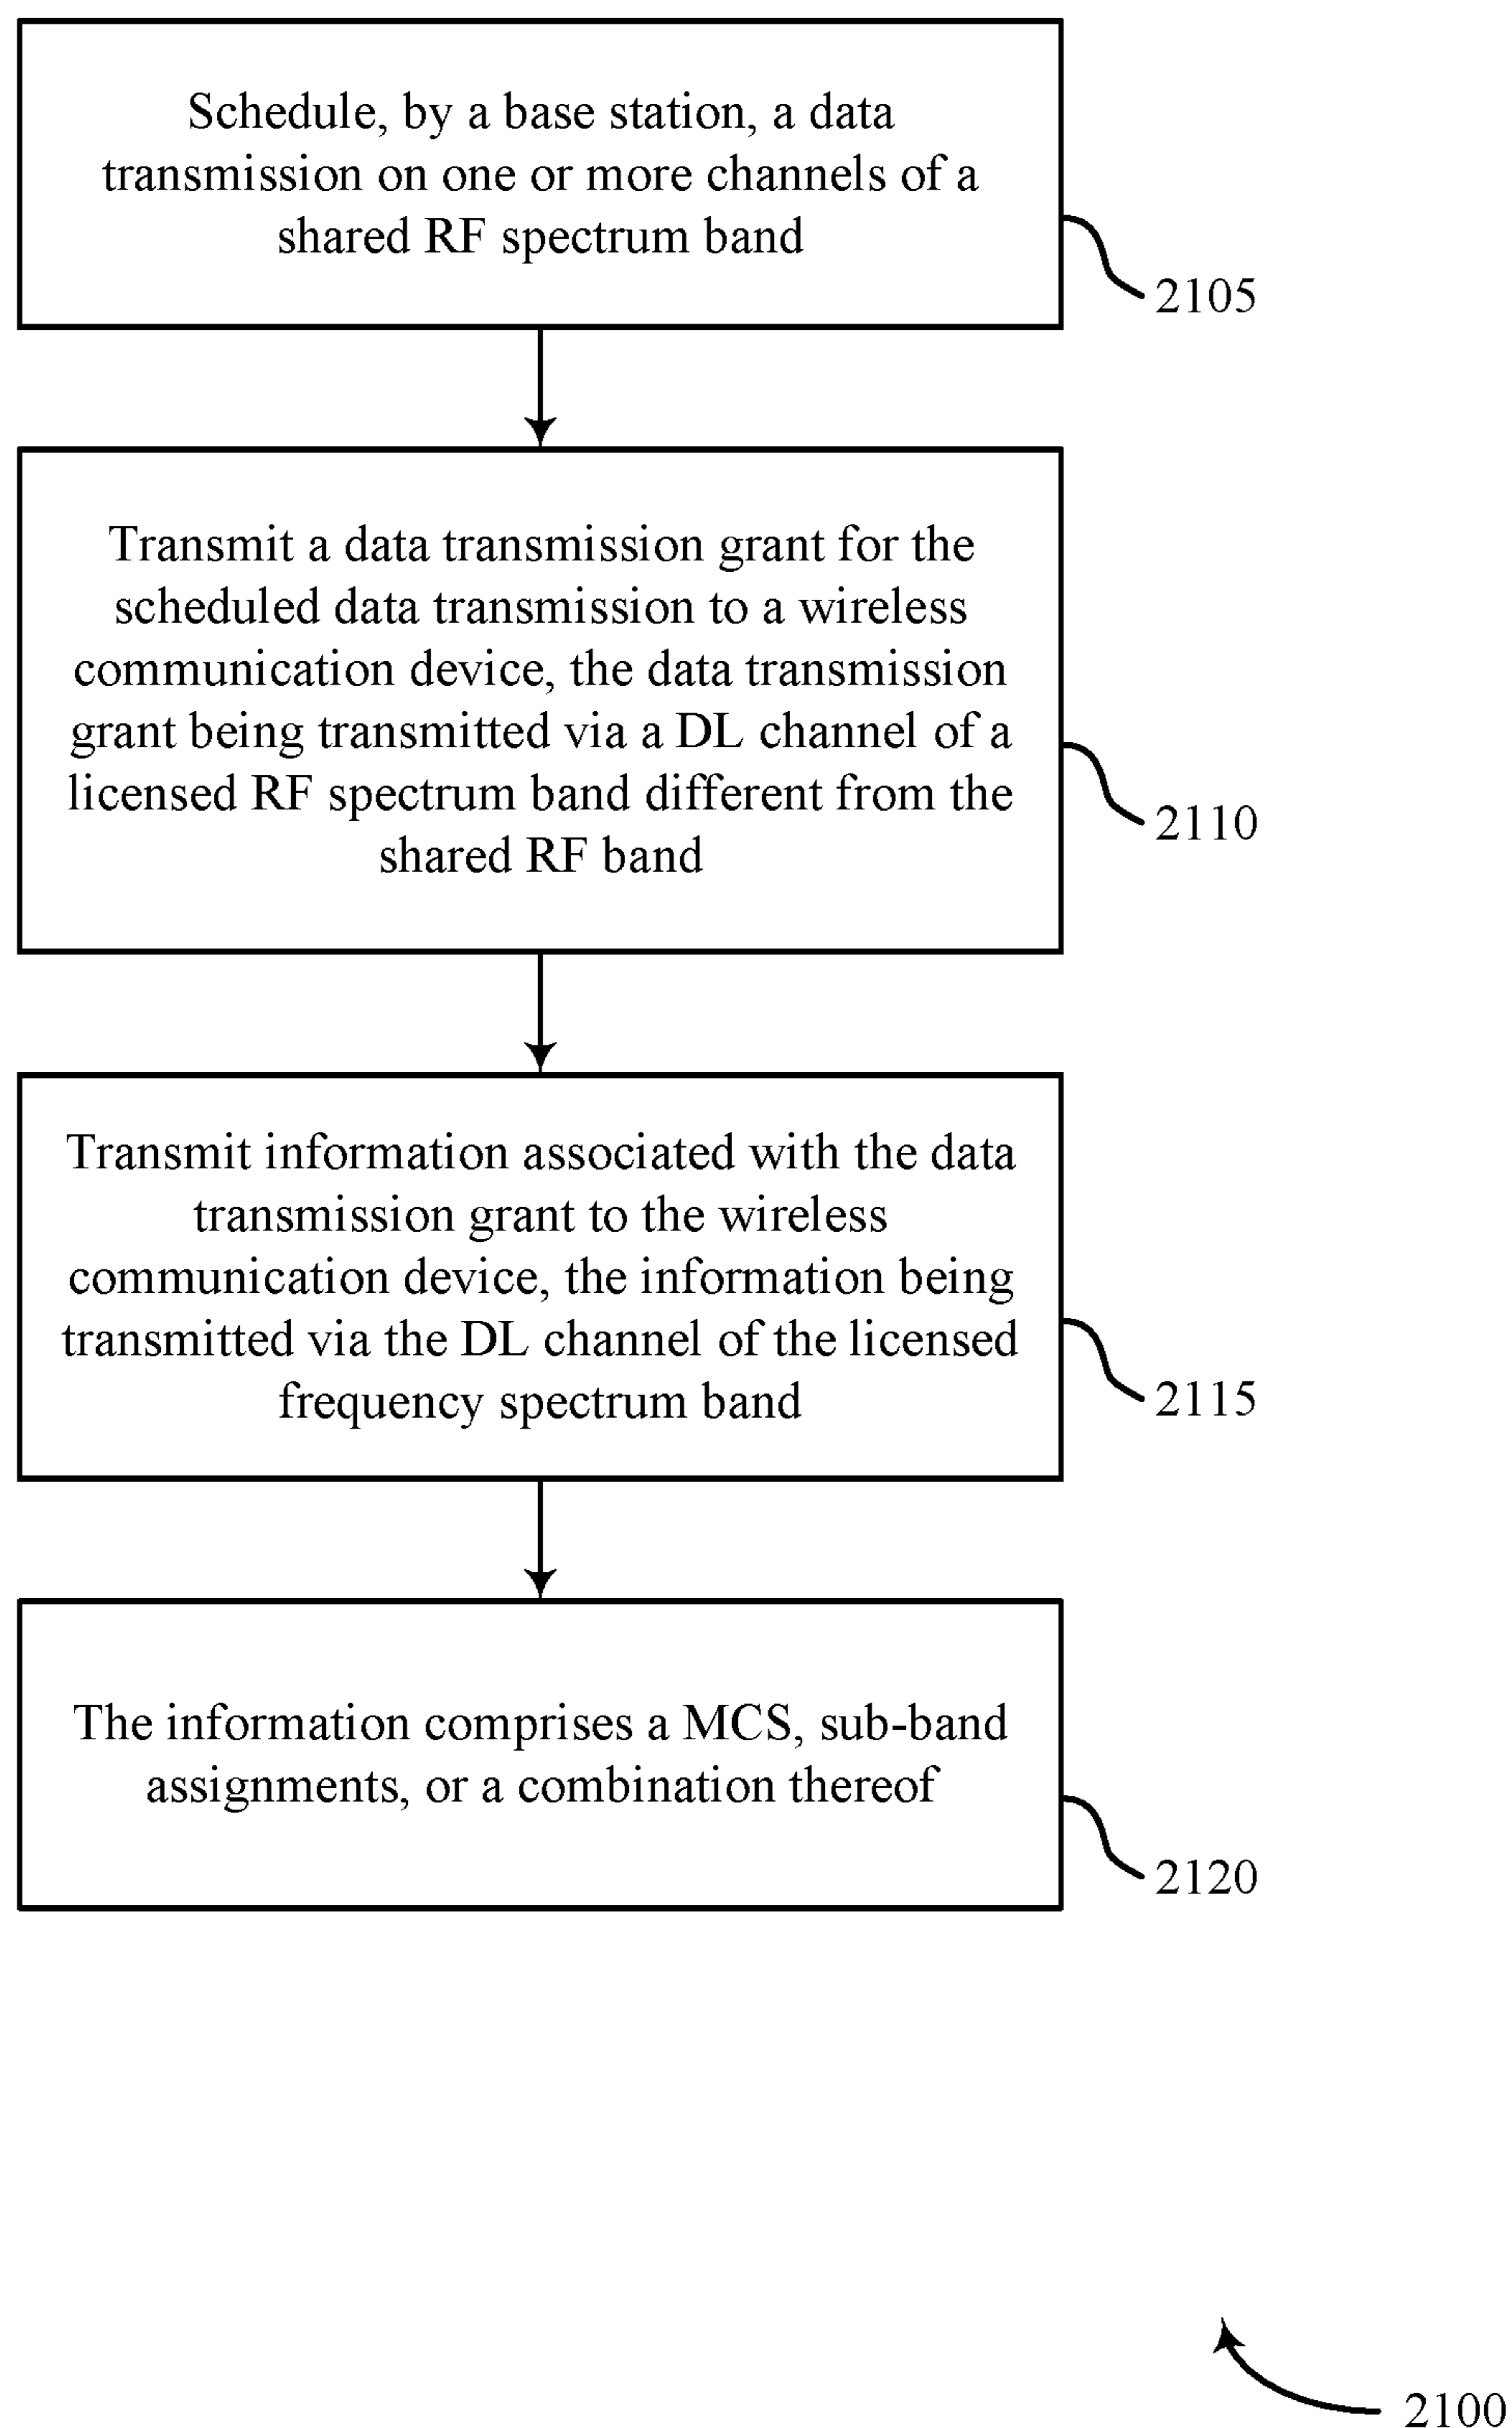 Schedule, by a base station, a data
transmission on one or more channels of a
shared RF spectrum band
2105
Transmit a data transmission grant for the
scheduled data transmission to a wireless
communication device, the data transmission
grant being transmitted via a DL channel of a
licensed RF spectrum band different from the
shared RF band
2110
Transmit information associated with the data
transmission grant to the wireless
communication device, the information being
transmitted via the DL channel of the licensed
frequency spectrum band
2115
The information comprises a MCS, sub-band
assignments, or a combination thereof
2120
2100